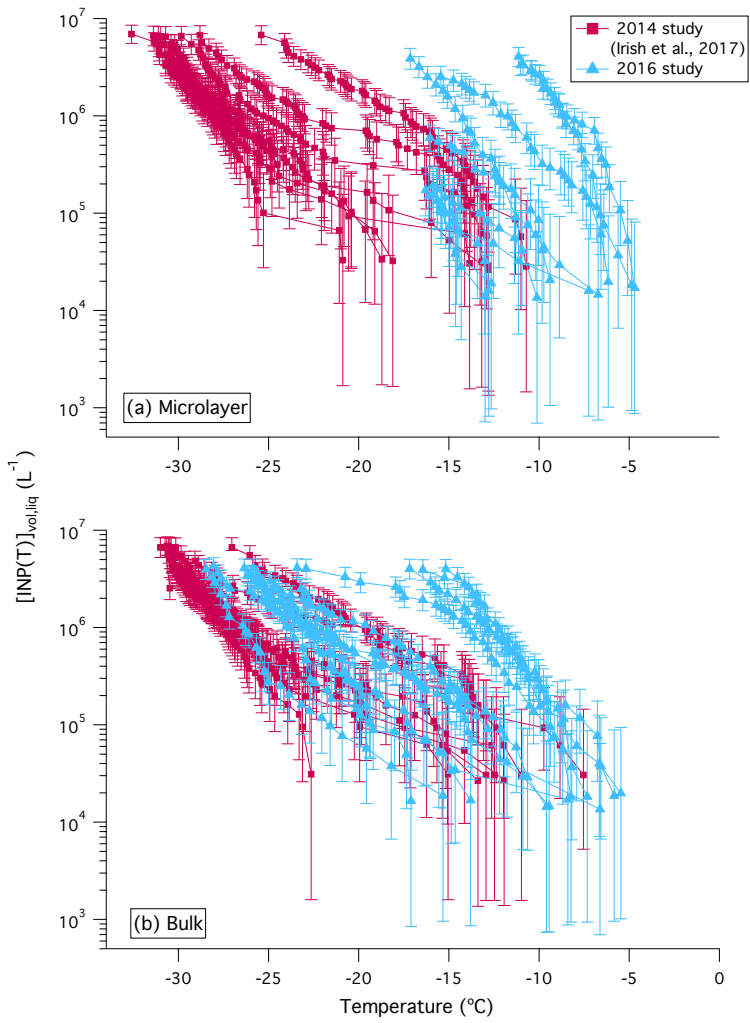 10^7
10^6
10^5
10^4
10^3
2014 study
(Irish et al., 2017)
2016 study
(a) Microlayer
-30 -25 -20 -15 -10 -5
[INP(T)]vol,liq (L^-1)
10^7
10^6
10^5
10^4
10^3
(b) Bulk
-30 -25 -20 -15 -10 -5 0
Temperature (ºC)